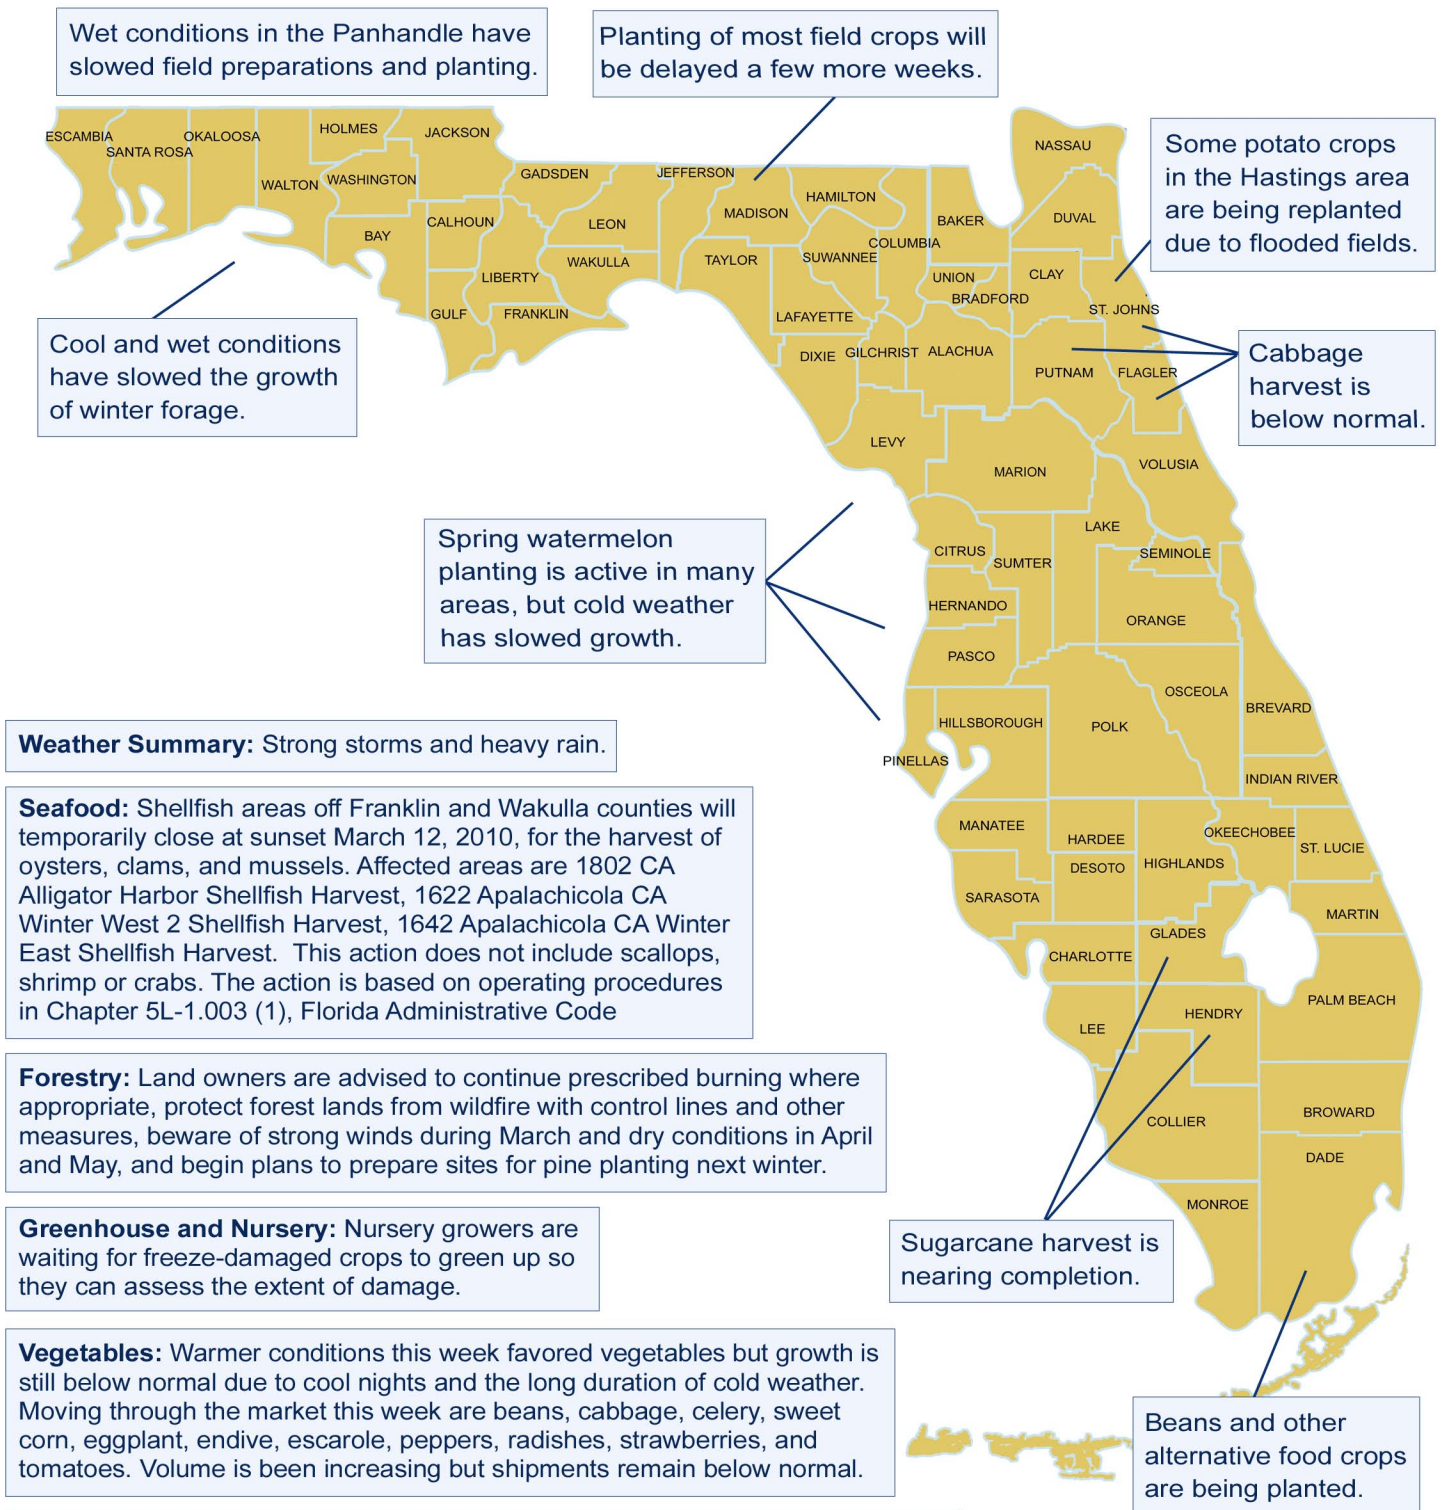 Wet conditions in the Panhandle have
slowed field preparations and planting.
Planting of most field crops will
be delayed a few more weeks.
Some potato crops
in the Hastings area
are being replanted
due to flooded fields.
ESCAMBIA
SANTA ROSA
OKALOOSA
WALTON
HOLMES
WASHINGTON
JACKSON
BAY
CALHOUN
GULF
GADSDEN
LIBERTY
FRANKLIN
LEON
WAKULLA
JEFFERSON
MADISON
TAYLOR
HAMILTON
SUWANNEE
LAFAYETTE
DIXIE
COLUMBIA
GILCHRIST
BAKER
UNION
BRADFORD
ALACHUA
NASSAU
DUVAL
CLAY
ST. JOHNS
PUTNAM
FLAGLER
Cool and wet conditions
have slowed the growth
of winter forage.
Cabbage
harvest is
below normal.
LEVY
MARION
VOLUSIA
Spring watermelon
planting is active in many
areas, but cold weather
has slowed growth.
CITRUS
SUMTER
LAKE
SEMINOLE
HERNANDO
ORANGE
PASCO
OSCEOLA
BREVARD
HILLSBOROUGH
POLK
PINELLAS
INDIAN RIVER
MANATEE
HARDEE
OKEECHOBEE
ST. LUCIE
DESOTO
HIGHLANDS
SARASOTA
MARTIN
GLADES
CHARLOTTE
PALM BEACH
HENDRY
LEE
BROWARD
COLLIER
DADE
MONROE
Weather Summary: Strong storms and heavy rain.
Seafood: Shellfish areas off Franklin and Wakulla counties will
temporarily close at sunset March 12, 2010, for the harvest of
oysters, clams, and mussels. Affected areas are 1802 CA
Alligator Harbor Shellfish Harvest, 1622 Apalachicola CA
Winter West 2 Shellfish Harvest, 1642 Apalachicola CA Winter
East Shellfish Harvest.  This action does not include scallops,
shrimp or crabs. The action is based on operating procedures
in Chapter 5L-1.003 (1), Florida Administrative Code
Forestry: Land owners are advised to continue prescribed burning where
appropriate, protect forest lands from wildfire with control lines and other
measures, beware of strong winds during March and dry conditions in April
and May, and begin plans to prepare sites for pine planting next winter.
Greenhouse and Nursery: Nursery growers are
waiting for freeze-damaged crops to green up so
they can assess the extent of damage.
Sugarcane harvest is
nearing completion.
Vegetables: Warmer conditions this week favored vegetables but growth is
still below normal due to cool nights and the long duration of cold weather.
Moving through the market this week are beans, cabbage, celery, sweet
corn, eggplant, endive, escarole, peppers, radishes, strawberries, and
tomatoes. Volume is been increasing but shipments remain below normal.
Beans and other
alternative food crops
are being planted.